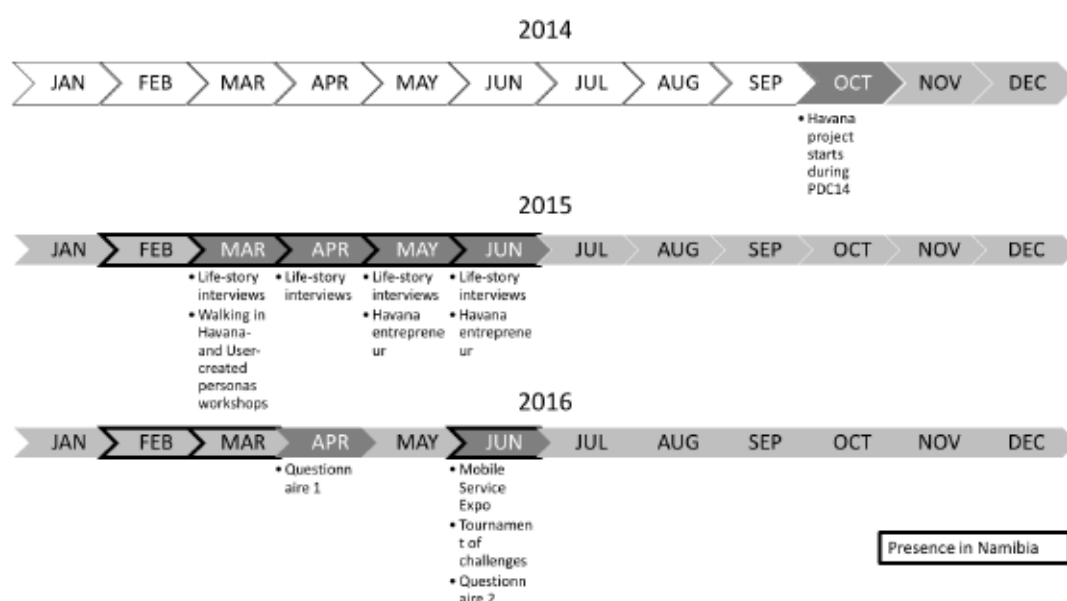 2014
JAN FEB MAR APR MAY JUN JUL AUG SEP OCT NOV DEC
• Havana
project
starts
during
PDC14
2015
JAN FEB MAR APR MAY JUN JUL AUG SEP OCT NOV DEC
• Life-story
interviews
• Walking in
Havana-
and User-
created
personas
workshops
• Life-story
interviews
• Life-story
interviews
• Havana
entreprene
ur
• Life-story
interviews
• Havana
entreprene
ur
2016
JAN FEB MAR APR MAY JUN JUL AUG SEP OCT NOV DEC
• Questionn
aire 1
• Mobile
Service
Expo
• Tournamen
t of
challenges
• Questionn
aire 2
Presence in Namibia